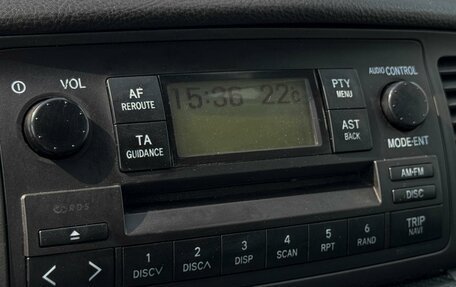 VOL
AF
REROUTE
15:36 22c
PTY
MENU
AUDIO CONTROL
TA
GUIDANCE
AST
BACK
MODE·ENT
AM·FM
DISC
R·D·S
1
DISC∨
2
DISC∧
3
DISP
4
SCAN
5
RPT
6
RAND
TRIP
NAVI